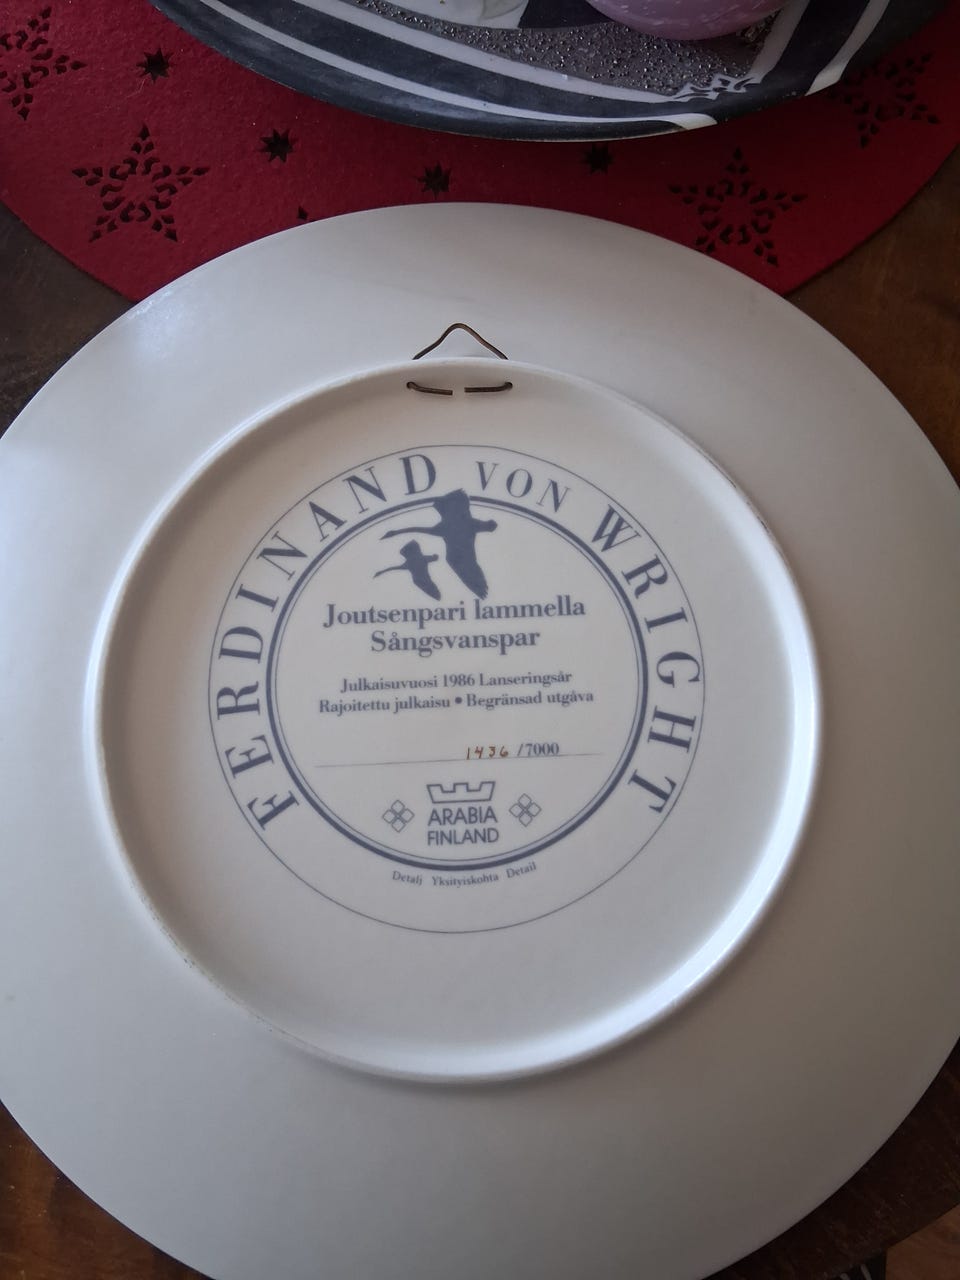 FERDINAND VON WRIGHT
Joutsenpari lammella
Sångsvanspar
Julkaisuvuosi 1986 Lanseringsår
Rajoitettu julkaisu • Begränsad utgåva
1436 /7000
ARABIA
FINLAND
Detalj Yksityiskohta Detail